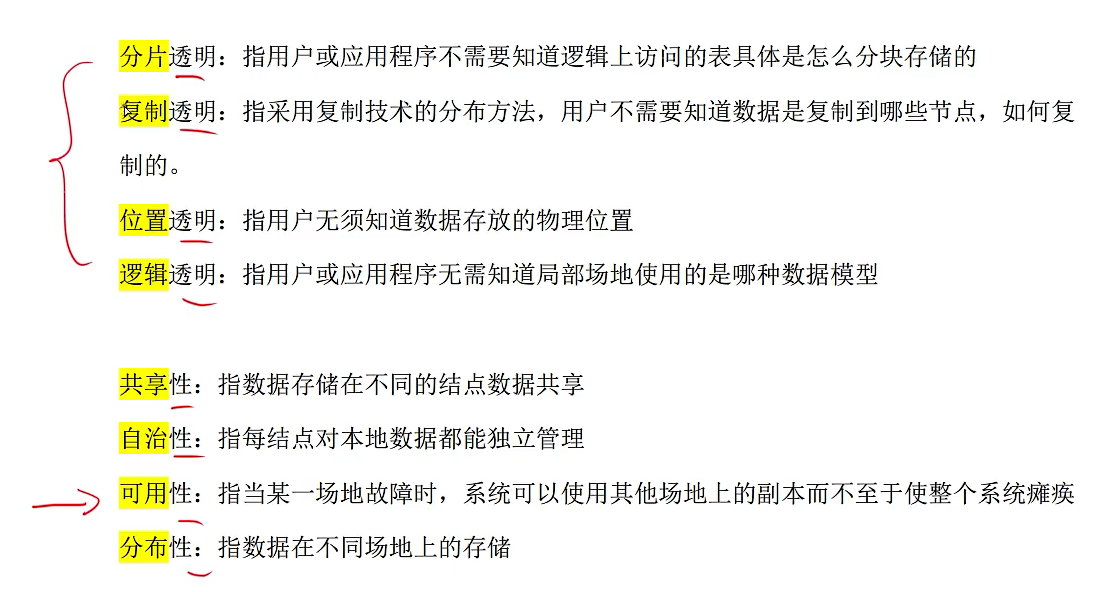 分片透明：指用户或应用程序不需要知道逻辑上访问的表具体是怎么分块存储的
复制透明：指采用复制技术的分布方法，用户不需要知道数据是复制到哪些节点，如何复
制的。
位置透明：指用户无须知道数据存放的物理位置
逻辑透明：指用户或应用程序无需知道局部场地使用的是哪种数据模型
共享性：指数据存储在不同的结点数据共享
自治性：指每结点对本地数据都能独立管理
可用性：指当某一场地故障时，系统可以使用其他场地上的副本而不至于使整个系统瘫痪
分布性：指数据在不同场地上的存储